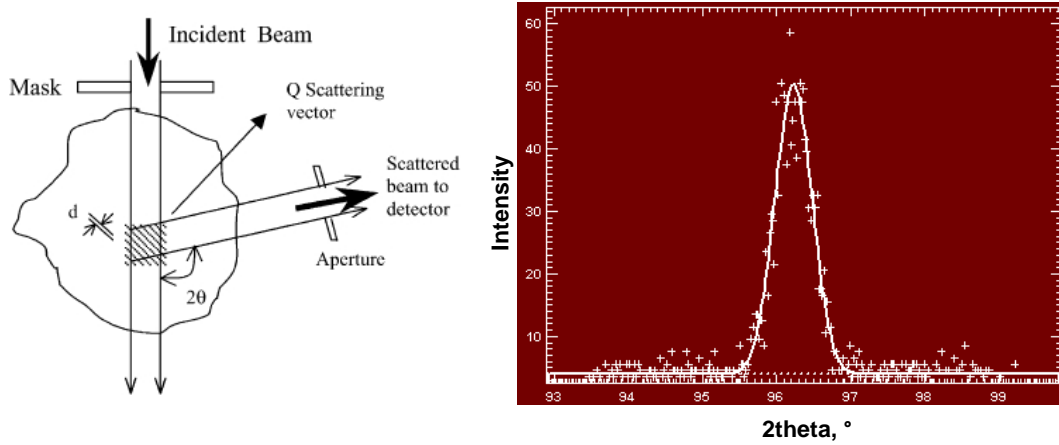 Incident Beam
Mask
Q Scattering
vector
Scattered
beam to
detector
d
Aperture
2θ
60
50
40
30
20
10
Intensity
93 94 95 96 97 98 99
2theta, °